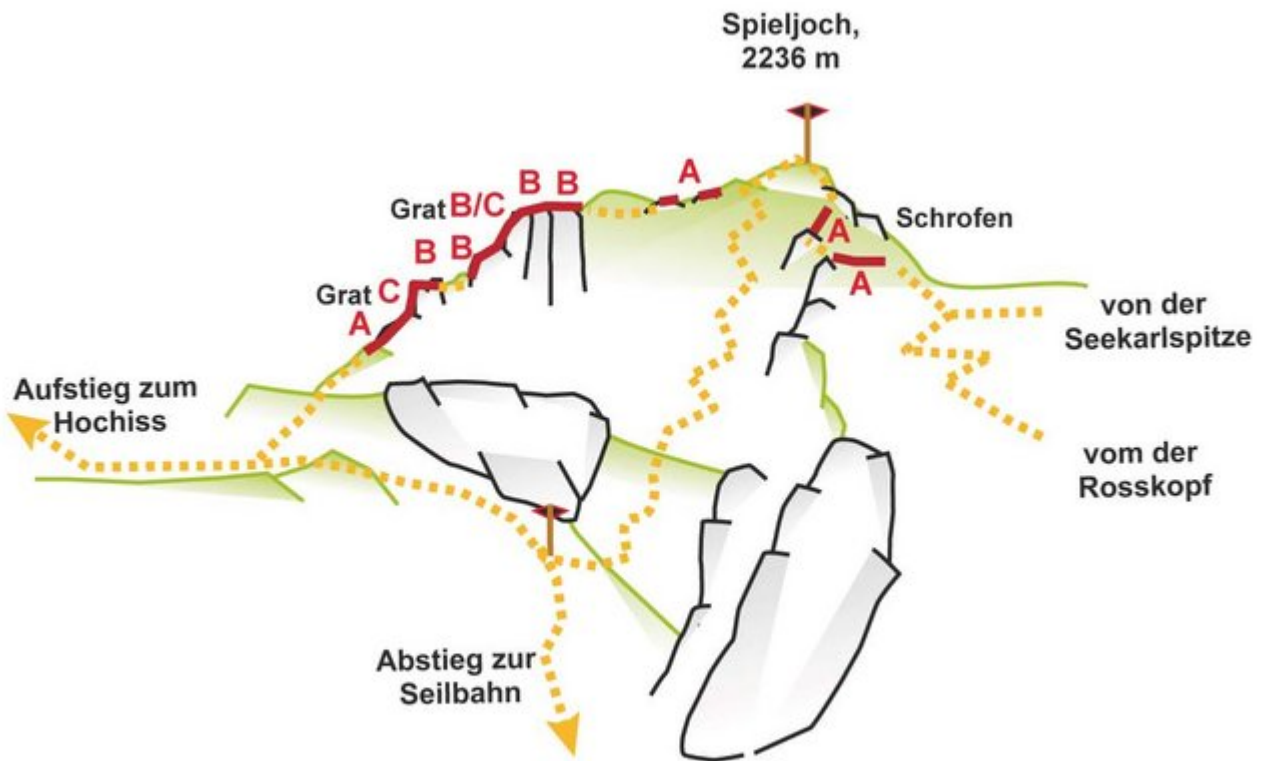 Spieljoch,
2236 m
A
B B
Grat B/C
Schrofen
B B
A
Grat C
A
A
von der
Seekarlspitze
Aufstieg zum
Hochiss
vom der
Rosskopf
Abstieg zur
Seilbahn